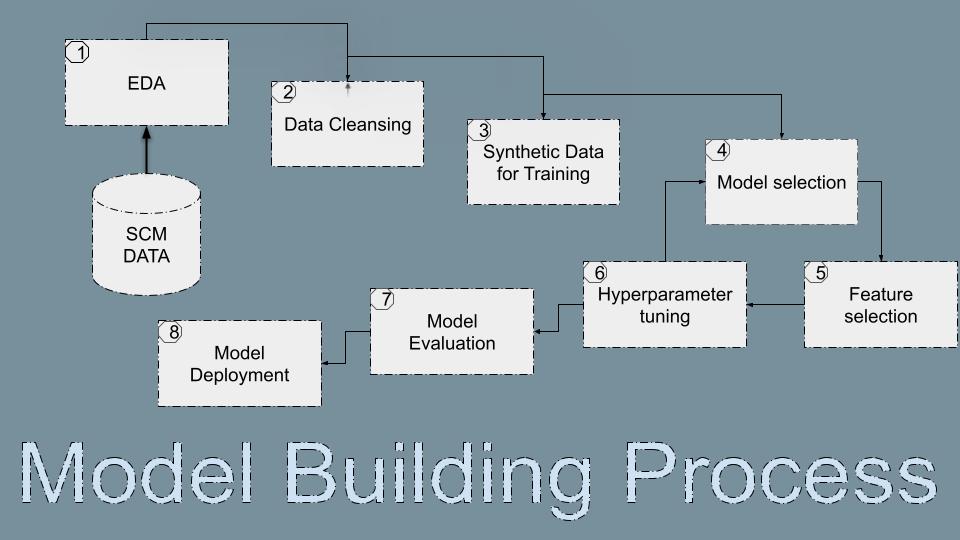 1
EDA
2
Data Cleansing
3
Synthetic Data
for Training
4
Model selection
SCM
DATA
5
Feature
selection
6
Hyperparameter
tuning
7
Model
Evaluation
8
Model
Deployment
Model Building Process